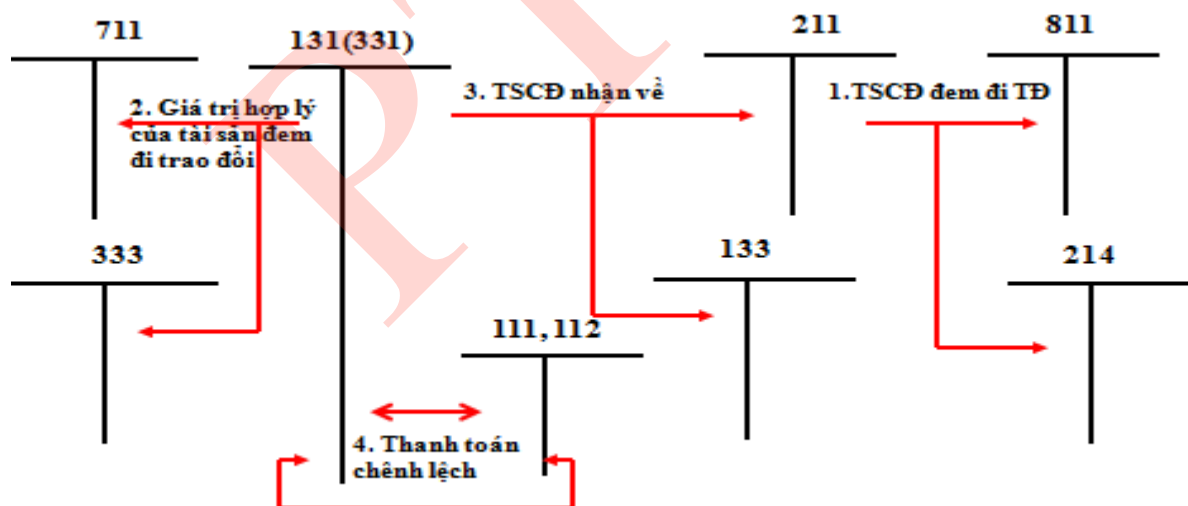 711
131(331)
211
811
2. Giá trị hợp lý
của tài sản đem
đi trao đổi
3. TSCĐ nhận về
1.TSCĐ đem đi TĐ
333
133
214
111, 112
4. Thanh toán
chênh lệch